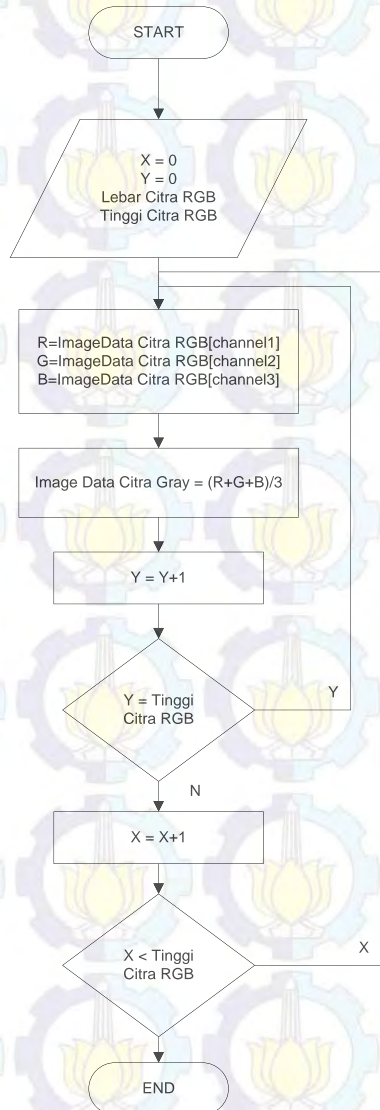 START
X = 0
Y = 0
Lebar Citra RGB
Tinggi Citra RGB
R=ImageData Citra RGB[channel1]
G=ImageData Citra RGB[channel2]
B=ImageData Citra RGB[channel3]
Image Data Citra Gray = (R+G+B)/3
Y = Y+1
Y = Tinggi
Citra RGB
Y
N
X = X+1
X < Tinggi
Citra RGB
X
END